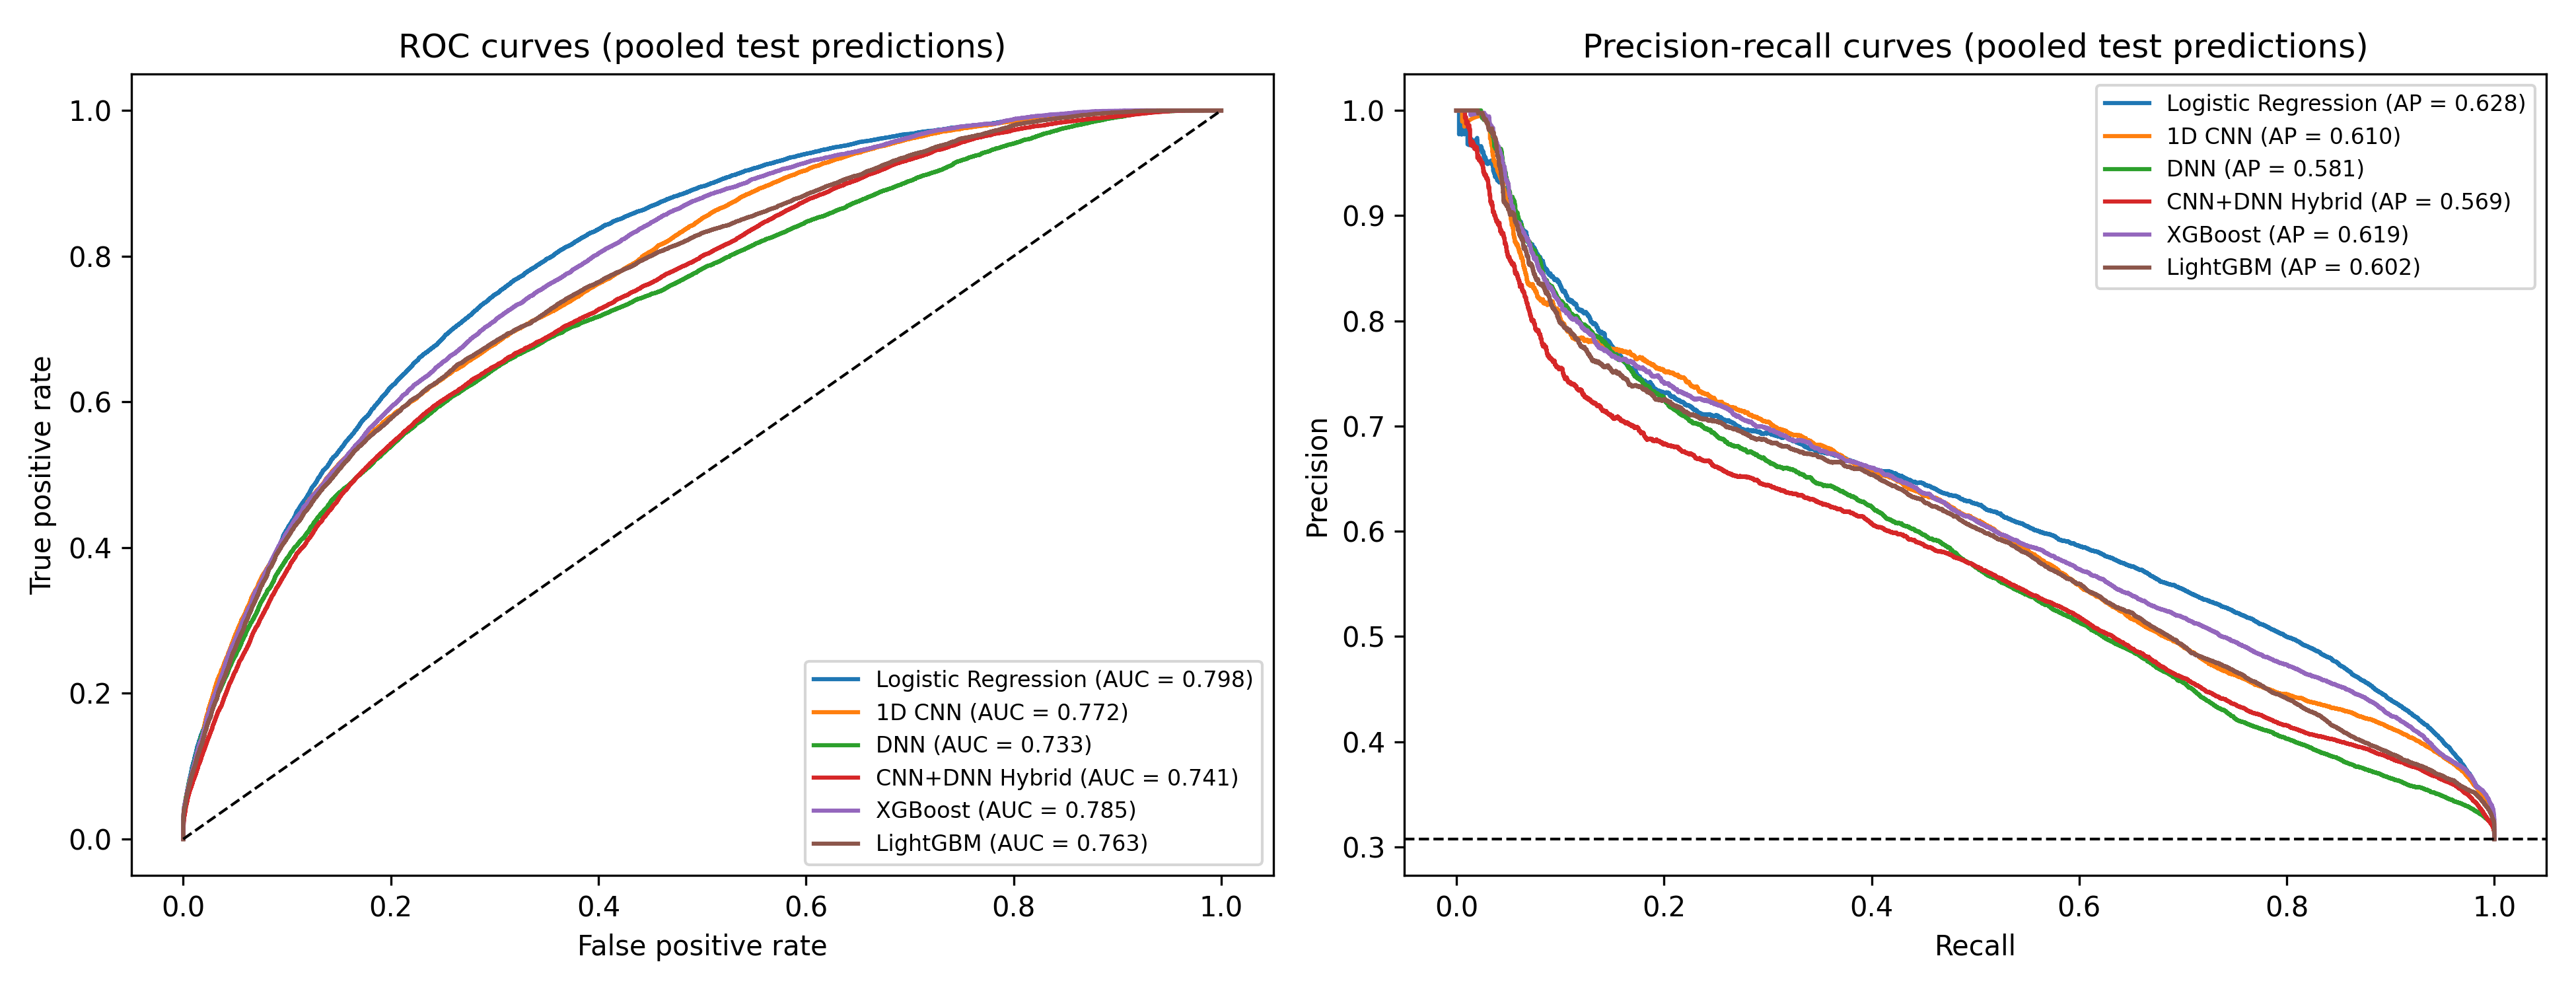 ROC curves (pooled test predictions)
True positive rate
1.0
0.8
0.6
0.4
0.2
0.0
Logistic Regression (AUC = 0.798)
1D CNN (AUC = 0.772)
DNN (AUC = 0.733)
CNN+DNN Hybrid (AUC = 0.741)
XGBoost (AUC = 0.785)
LightGBM (AUC = 0.763)
0.0 0.2 0.4 0.6 0.8 1.0
False positive rate
Precision-recall curves (pooled test predictions)
Precision
1.0
0.9
0.8
0.7
0.6
0.5
0.4
0.3
Logistic Regression (AP = 0.628)
1D CNN (AP = 0.610)
DNN (AP = 0.581)
CNN+DNN Hybrid (AP = 0.569)
XGBoost (AP = 0.619)
LightGBM (AP = 0.602)
0.0 0.2 0.4 0.6 0.8 1.0
Recall